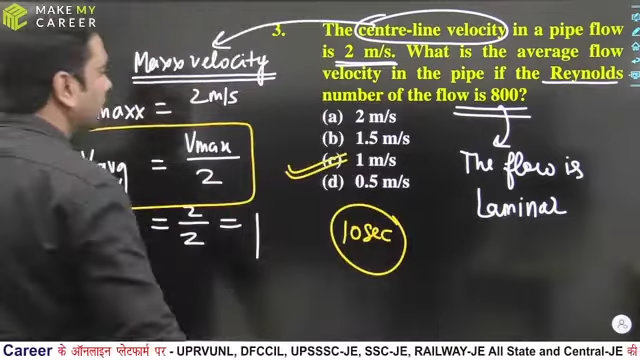 MAKE MY
CAREER
3. The centre-line velocity in a pipe flow
is 2 m/s. What is the average flow
velocity in the pipe if the Reynolds
number of the flow is 800?
(a) 2 m/s
(b) 1.5 m/s
(c) 1 m/s
(d) 0.5 m/s
Maxx velocity
maxx = 2m/s
Vavg = Vmax/2
= 2/2 = 1
10sec
The flow is
Laminar
Career के ऑनलाइन प्लेटफार्म पर - UPRVUNL, DFCCIL, UPSSSC-JE, SSC-JE, RAILWAY-JE All State and Central-JE की